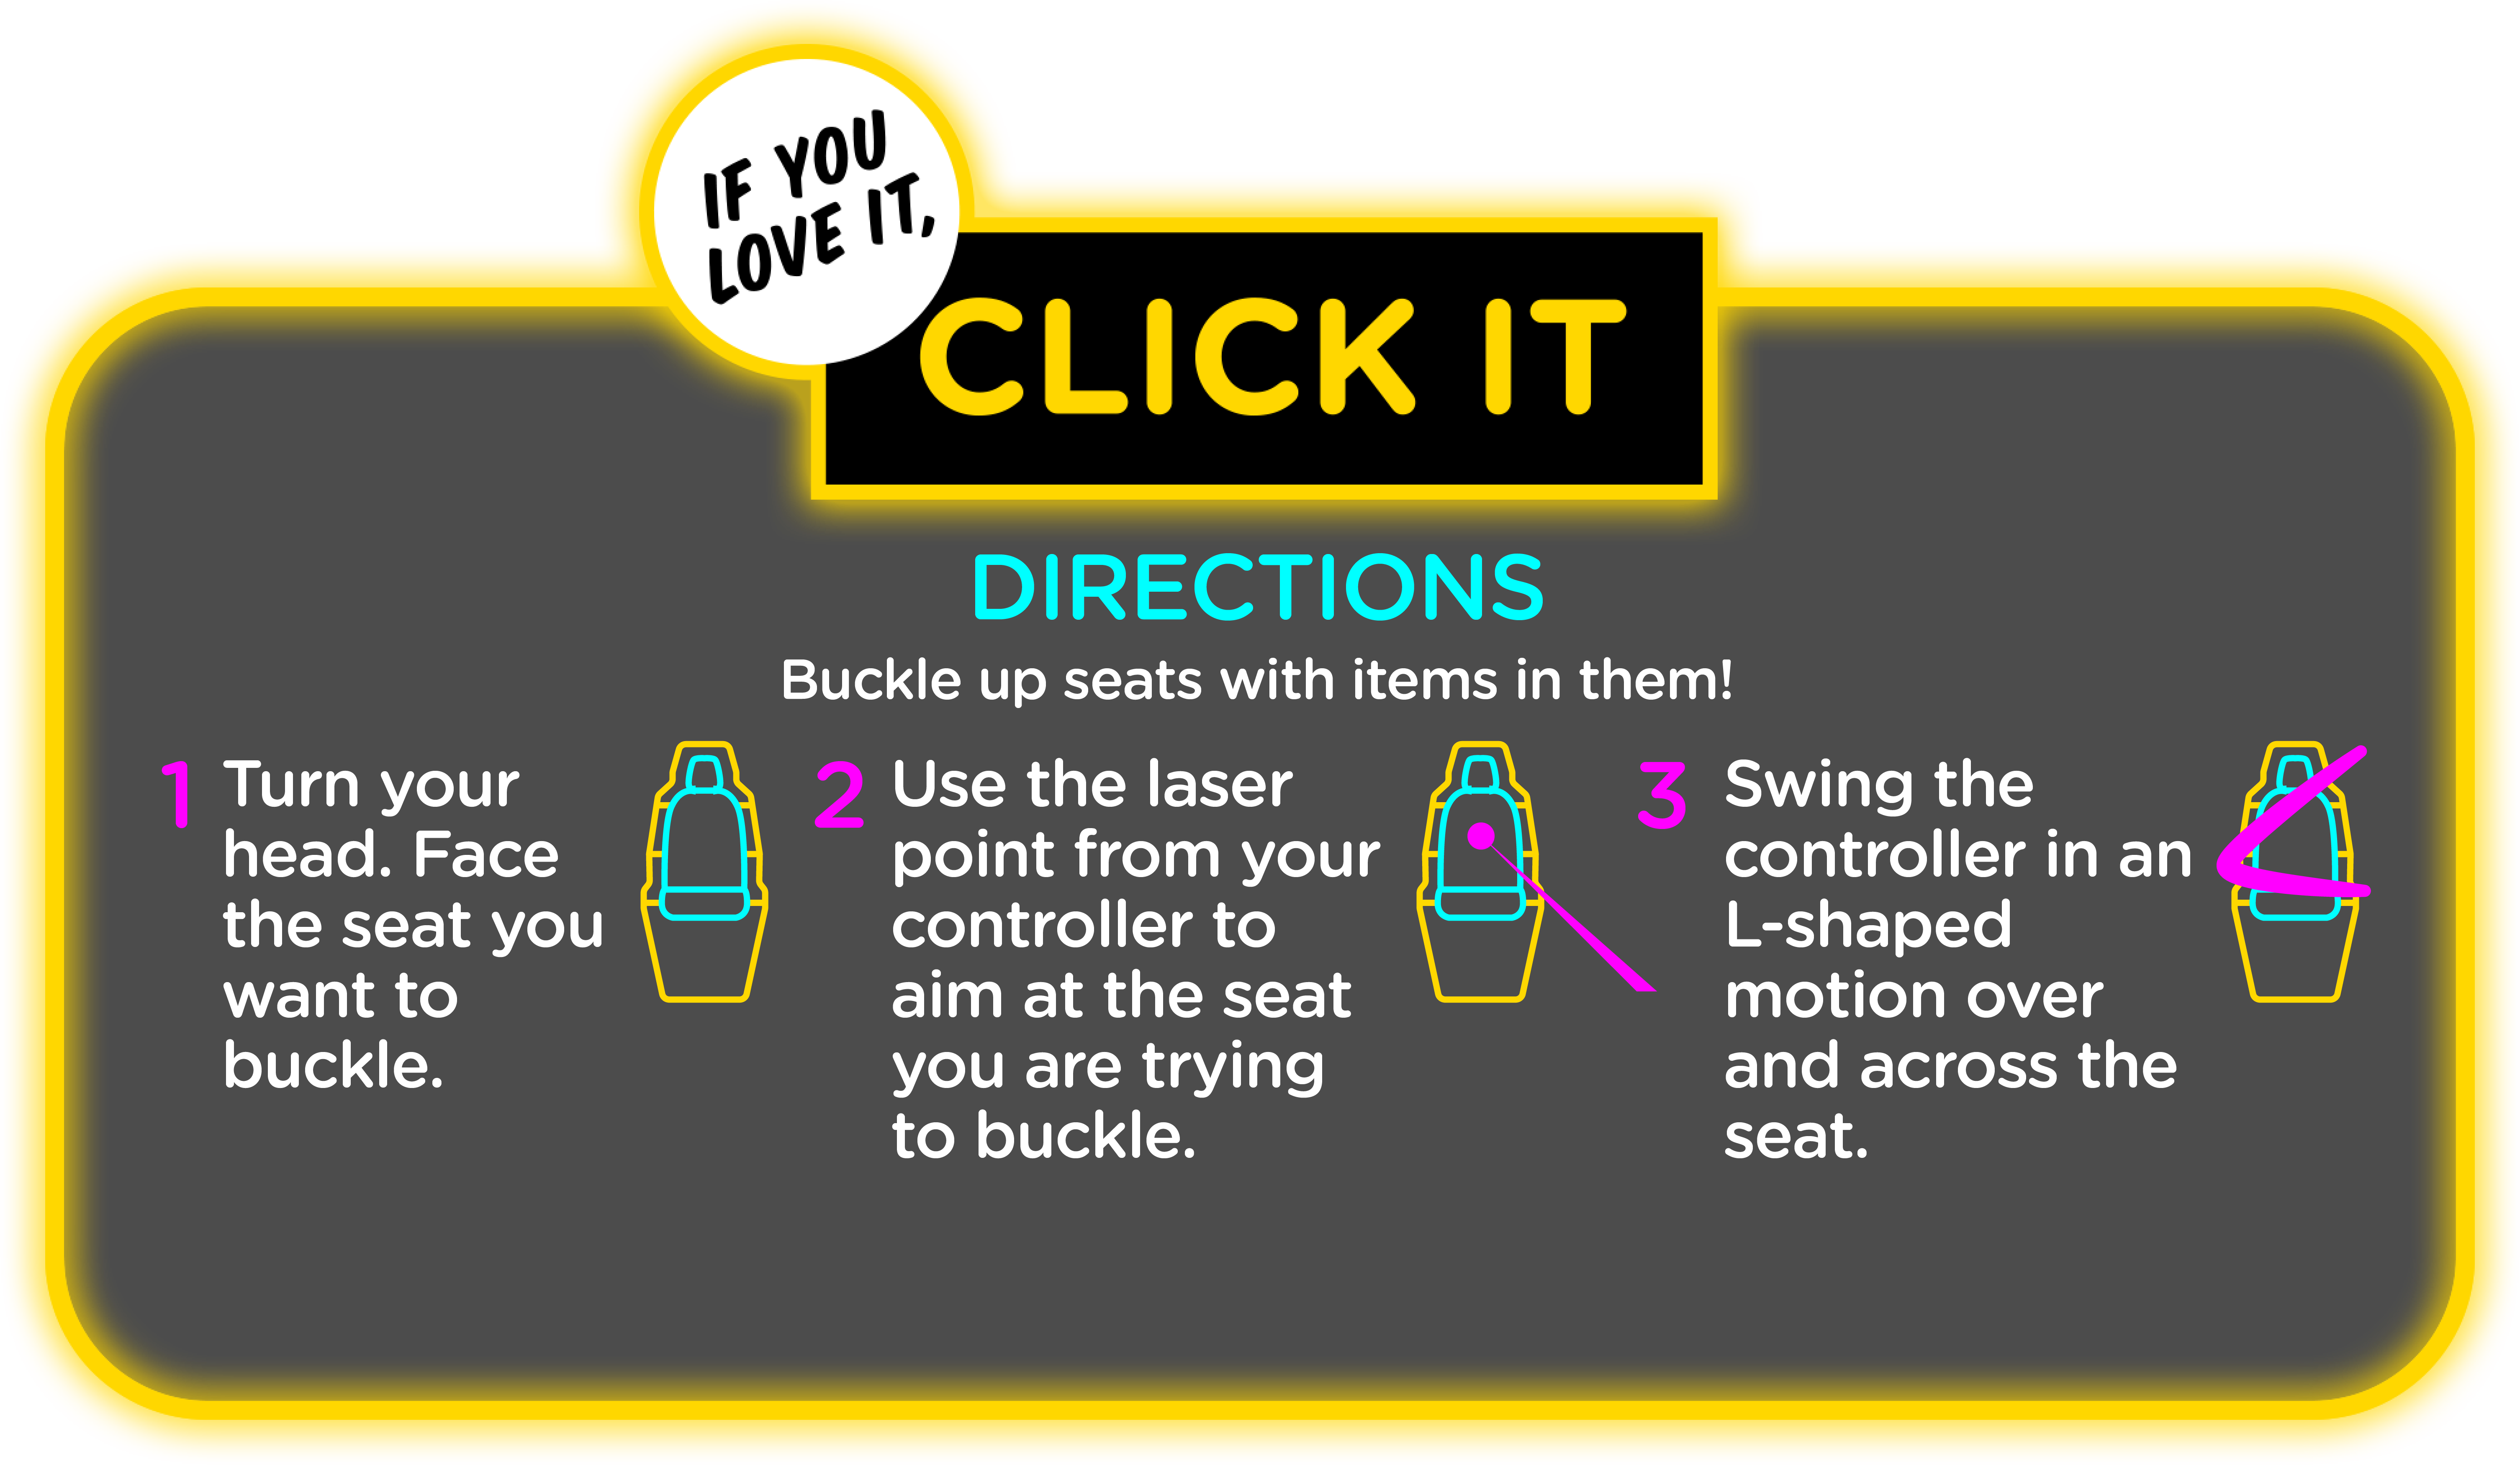 IF YOU
LOVE IT,
CLICK IT
DIRECTIONS
Buckle up seats with items in them!
1 Turn your
head. Face
the seat you
want to
buckle.
2 Use the laser
point from your
controller to
aim at the seat
you are trying
to buckle.
3 Swing the
controller in an
L-shaped
motion over
and across the
seat.